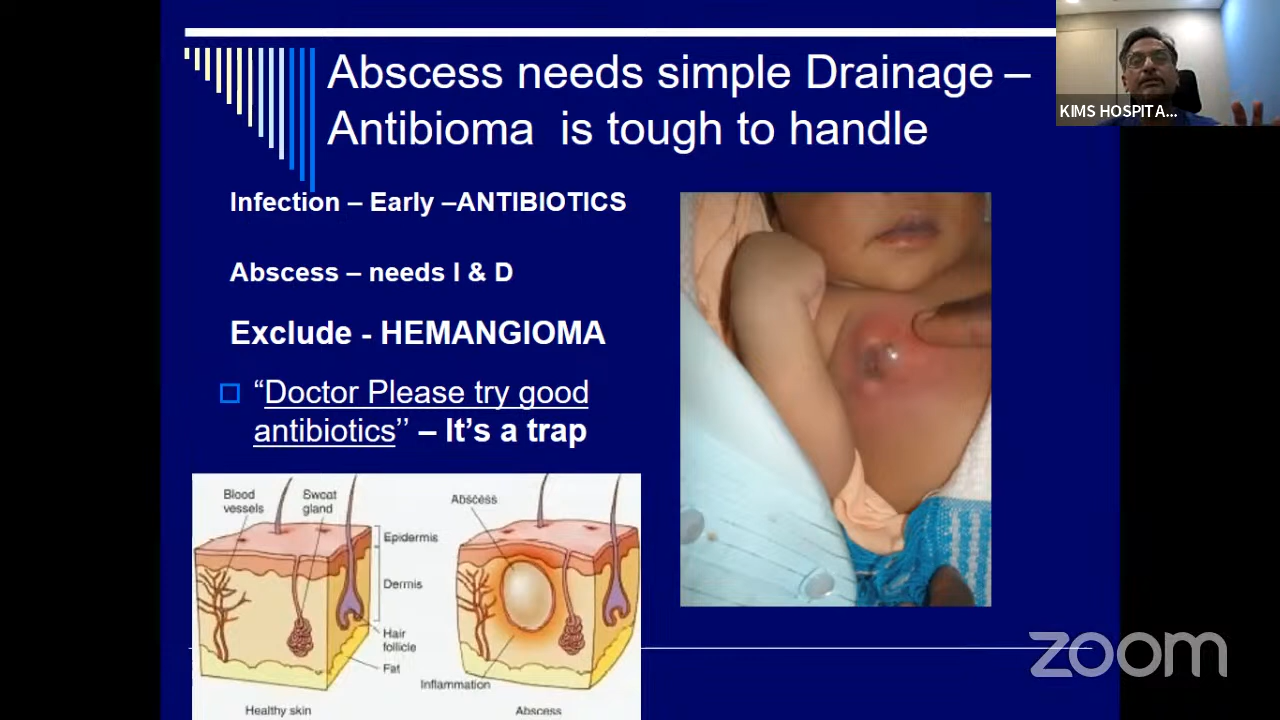 Abscess needs simple Drainage –
Antibioma is tough to handle
KIMS HOSPITA...
Infection – Early –ANTIBIOTICS
Abscess – needs I & D
Exclude - HEMANGIOMA
“Doctor Please try good
antibiotics’’ – It’s a trap
Blood
vessels
Sweat
gland
Epidermis
Dermis
Hair
follicle
Fat
Healthy skin
Abscess
Inflammation
Abscess
zoom